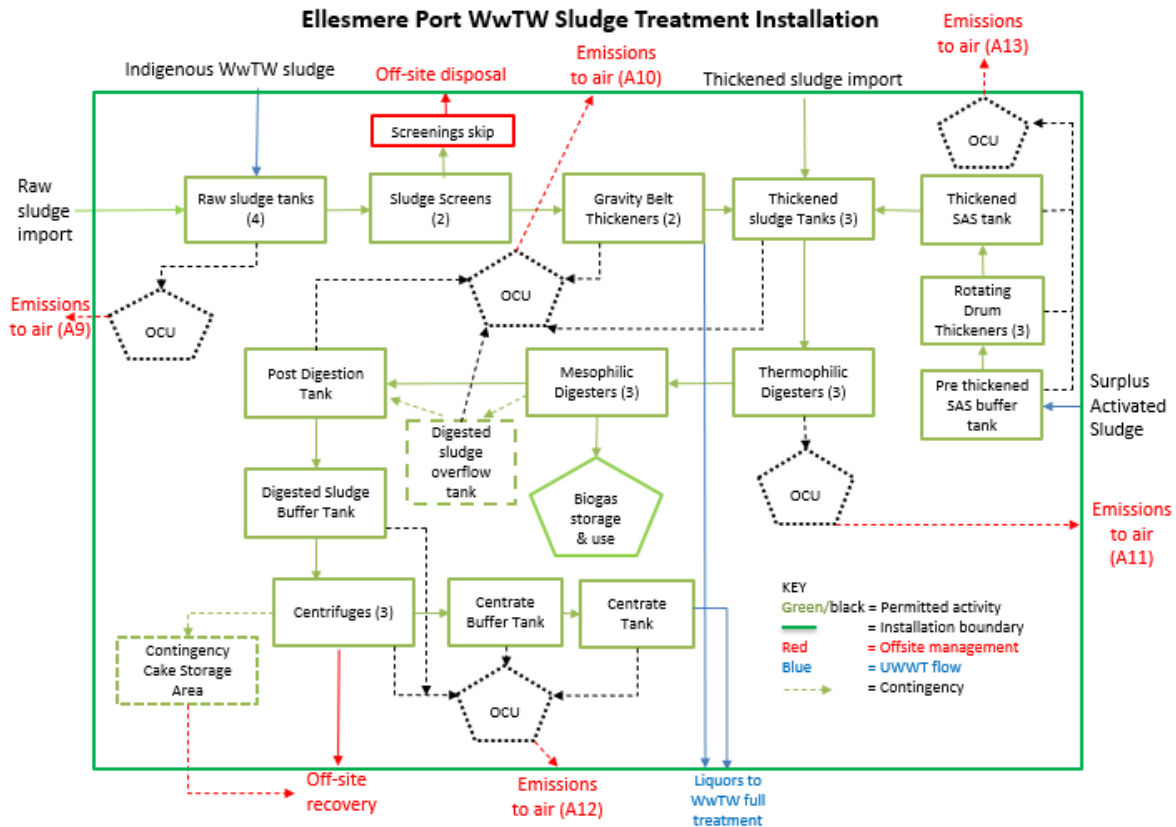 Ellesmere Port WwTW Sludge Treatment Installation
Emissions
to air (A13)
Emissions
to air (A10)
Indigenous WwTW sludge
Off-site disposal
Thickened sludge import
OCU
Screenings skip
Raw
sludge
import
Raw sludge tanks
(4)
Sludge Screens
(2)
Gravity Belt
Thickeners (2)
Thickened
sludge Tanks (3)
Thickened
SAS tank
Emissions
to air (A9)
OCU
OCU
Rotating
Drum
Thickeners (3)
Post Digestion
Tank
Mesophilic
Digesters (3)
Thermophilic
Digesters (3)
Pre thickened
SAS buffer
tank
Surplus
Activated
Sludge
Digested
sludge
overflow
tank
Digested Sludge
Buffer Tank
Biogas
storage
& use
OCU
Emissions
to air
(A11)
Centrifuges (3)
Centrate
Buffer Tank
Centrate
Tank
KEY
Green/black = Permitted activity
= Installation boundary
Red = Offsite management
Blue = UWWT flow
= Contingency
Contingency
Cake Storage
Area
OCU
Off-site
recovery
Emissions
to air (A12)
Liquors to
WwTW full
treatment